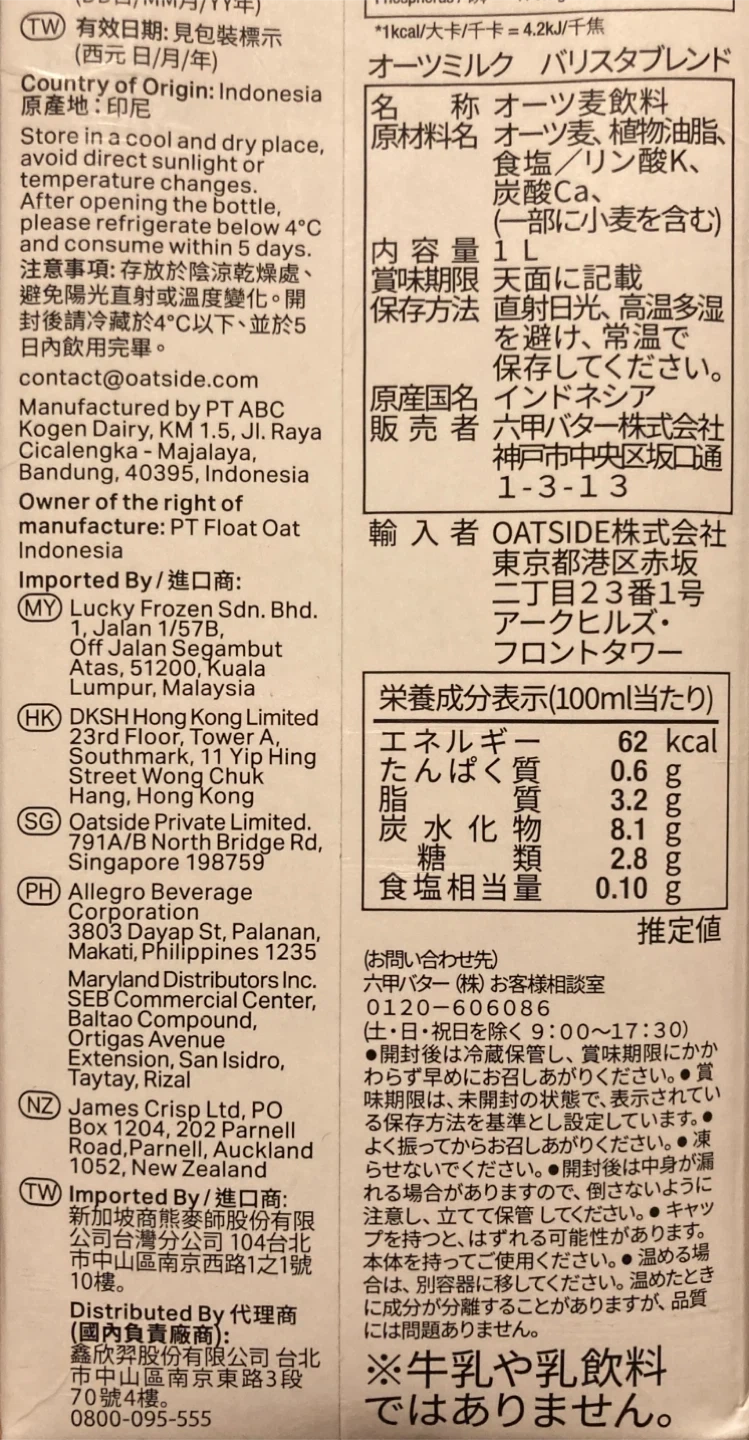 (DD日/MM月/YY年)
TW 有效日期: 見包裝標示
(西元 日/月/年)
Country of Origin: Indonesia
原產地：印尼
Store in a cool and dry place,
avoid direct sunlight or
temperature changes.
After opening the bottle,
please refrigerate below 4°C
and consume within 5 days.
注意事項: 存放於陰涼乾燥處、
避免陽光直射或溫度變化。開
封後請冷藏於4°C以下、並於5
日內飲用完畢。
contact@oatside.com
Manufactured by PT ABC
Kogen Dairy, KM 1.5, Jl. Raya
Cicalengka - Majalaya,
Bandung, 40395, Indonesia
Owner of the right of
manufacture: PT Float Oat
Indonesia
Imported By / 進口商:
MY Lucky Frozen Sdn. Bhd.
1, Jalan 1/57B,
Off Jalan Segambut
Atas, 51200, Kuala
Lumpur, Malaysia
HK DKSH Hong Kong Limited
23rd Floor, Tower A,
Southmark, 11 Yip Hing
Street Wong Chuk
Hang, Hong Kong
SG Oatside Private Limited.
791A/B North Bridge Rd,
Singapore 198759
PH Allegro Beverage
Corporation
3803 Dayap St, Palanan,
Makati, Philippines 1235
Maryland Distributors Inc.
SEB Commercial Center,
Baltao Compound,
Ortigas Avenue
Extension, San Isidro,
Taytay, Rizal
NZ James Crisp Ltd, PO
Box 1204, 202 Parnell
Road,Parnell, Auckland
1052, New Zealand
TW Imported By / 進口商:
新加坡商熊麥師股份有限
公司台灣分公司 104台北
市中山區南京西路1之1號
10樓。
Distributed By 代理商
(國內負責廠商):
鑫欣羿股份有限公司 台北
市中山區南京東路3段
70號4樓。
0800-095-555
*1kcal/大卡/千卡 = 4.2kJ/千焦
オーツミルク バリスタブレンド
名称 オーツ麦飲料
原材料名 オーツ麦、植物油脂、
食塩／リン酸K、
炭酸Ca、
(一部に小麦を含む)
内容量 1L
賞味期限 天面に記載
保存方法 直射日光、高温多湿
を避け、常温で
保存してください。
原産国名 インドネシア
販売者 六甲バター株式会社
神戸市中央区坂口通
1-3-13
輸入者 OATSIDE株式会社
東京都港区赤坂
二丁目23番1号
アークヒルズ・
フロントタワー
栄養成分表示(100ml当たり)
エネルギー 62 kcal
たんぱく質 0.6 g
脂質 3.2 g
炭水化物 8.1 g
糖類 2.8 g
食塩相当量 0.10 g
推定値
(お問い合わせ先)
六甲バター（株）お客様相談室
0120－606086
(土・日・祝日を除く 9:00〜17:30)
●開封後は冷蔵保管し、賞味期限にかか
わらず早めにお召しあがりください。● 賞
味期限は、未開封の状態で、表示されてい
る保存方法を基準とし設定しています。●
よく振ってからお召しあがりください。● 凍
らせないでください。●開封後は中身が漏
れる場合がありますので、倒さないように
注意し、立てて保管 してください。● キャッ
プを持つと、はずれる可能性があります。
本体を持ってご使用ください。● 温める場
合は、別容器に移してください。温めたとき
に成分が分離することがありますが、品質
には問題ありません。
※牛乳や乳飲料
ではありません。